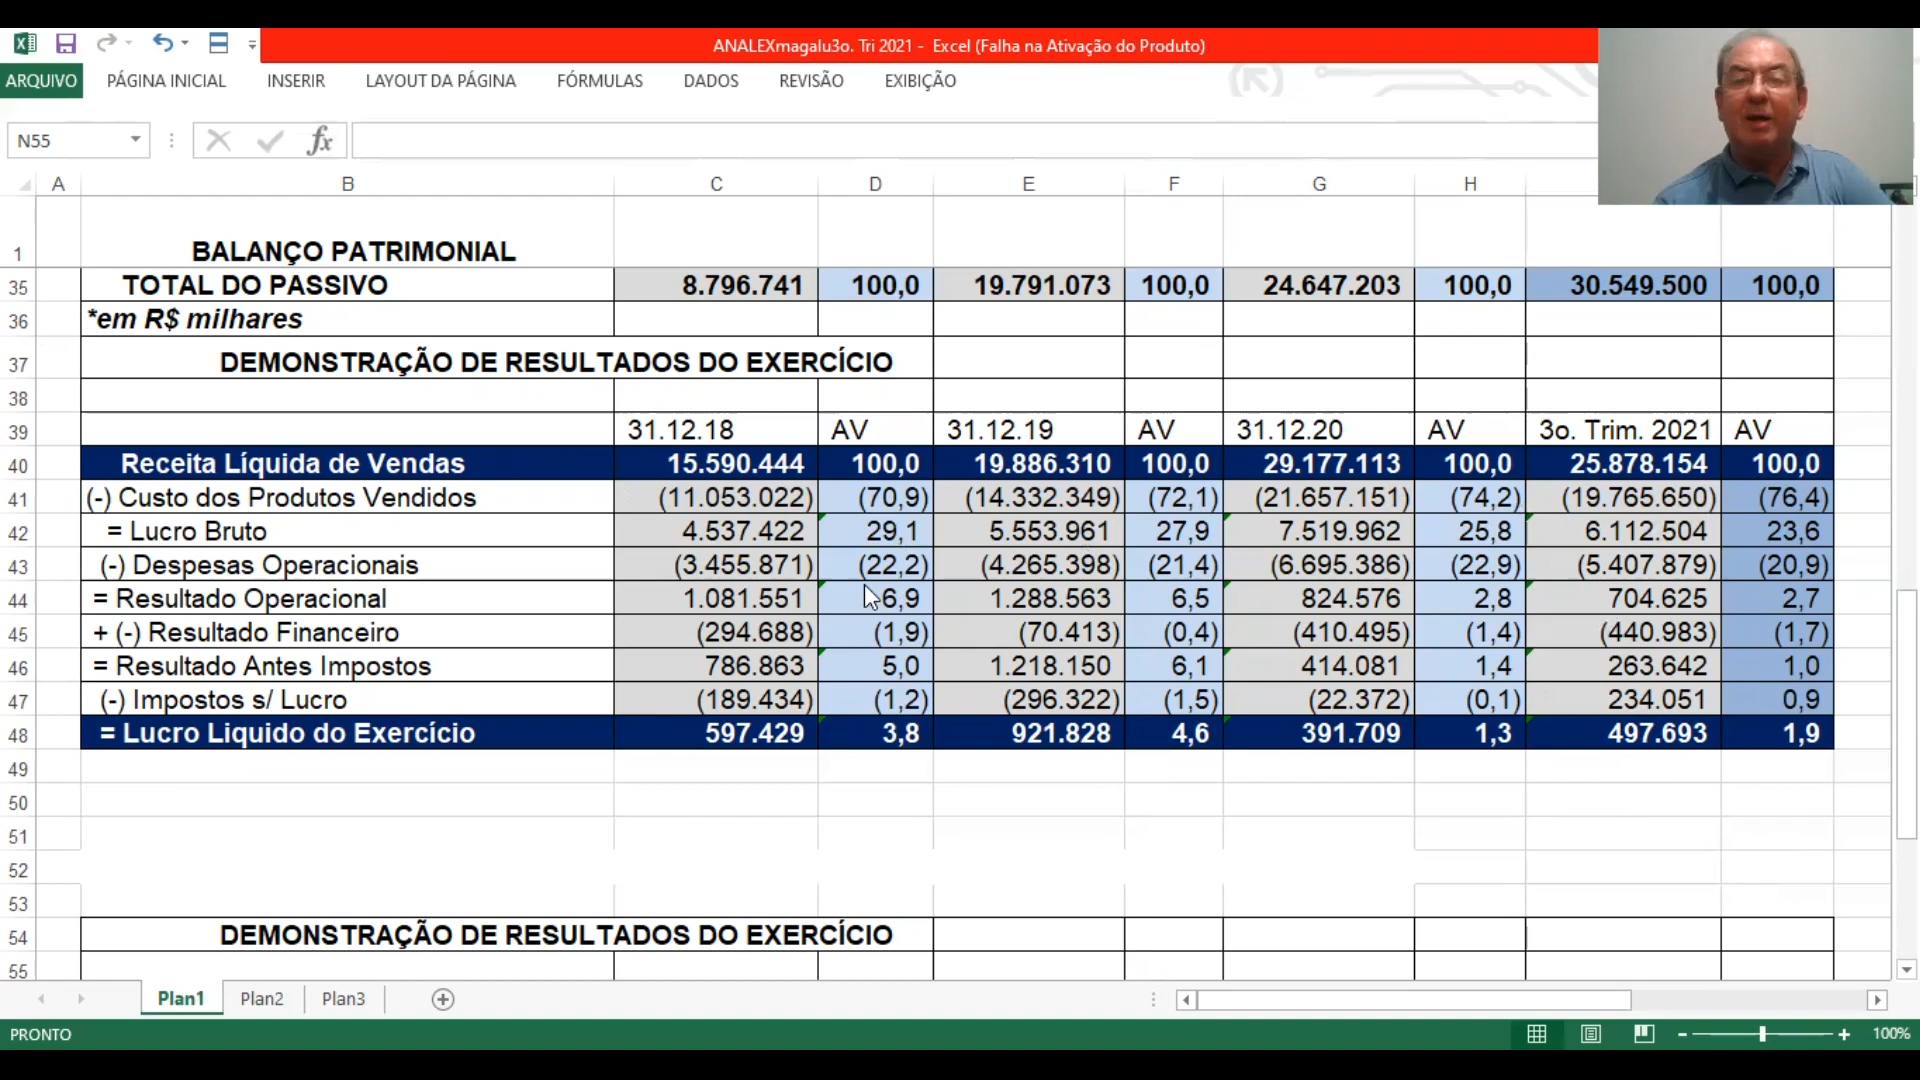 ANALEXmagalu3o. Tri 2021 - Excel (Falha na Ativação do Produto)
ARQUIVO PÁGINA INICIAL INSERIR LAYOUT DA PÁGINA FÓRMULAS DADOS REVISÃO EXIBIÇÃO
N55 fx
A B C D E F G H
1 BALANÇO PATRIMONIAL
35 TOTAL DO PASSIVO 8.796.741 100,0 19.791.073 100,0 24.647.203 100,0 30.549.500 100,0
36 *em R$ milhares
37 DEMONSTRAÇÃO DE RESULTADOS DO EXERCÍCIO
38
39 31.12.18 AV 31.12.19 AV 31.12.20 AV 3o. Trim. 2021 AV
40 Receita Líquida de Vendas 15.590.444 100,0 19.886.310 100,0 29.177.113 100,0 25.878.154 100,0
41 (-) Custo dos Produtos Vendidos (11.053.022) (70,9) (14.332.349) (72,1) (21.657.151) (74,2) (19.765.650) (76,4)
42 = Lucro Bruto 4.537.422 29,1 5.553.961 27,9 7.519.962 25,8 6.112.504 23,6
43 (-) Despesas Operacionais (3.455.871) (22,2) (4.265.398) (21,4) (6.695.386) (22,9) (5.407.879) (20,9)
44 = Resultado Operacional 1.081.551 6,9 1.288.563 6,5 824.576 2,8 704.625 2,7
45 + (-) Resultado Financeiro (294.688) (1,9) (70.413) (0,4) (410.495) (1,4) (440.983) (1,7)
46 = Resultado Antes Impostos 786.863 5,0 1.218.150 6,1 414.081 1,4 263.642 1,0
47 (-) Impostos s/ Lucro (189.434) (1,2) (296.322) (1,5) (22.372) (0,1) 234.051 0,9
48 = Lucro Liquido do Exercício 597.429 3,8 921.828 4,6 391.709 1,3 497.693 1,9
49
50
51
52
53
54 DEMONSTRAÇÃO DE RESULTADOS DO EXERCÍCIO
55
Plan1 Plan2 Plan3
PRONTO 100%